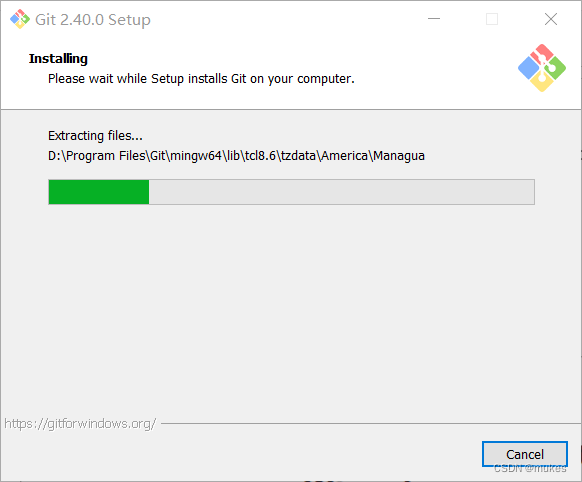 Git 2.40.0 Setup
Installing
Please wait while Setup installs Git on your computer.
Extracting files...
D:\Program Files\Git\mingw64\lib\tcl8.6\tzdata\America\Managua
https://gitforwindows.org/
Cancel
CSDN @mukes